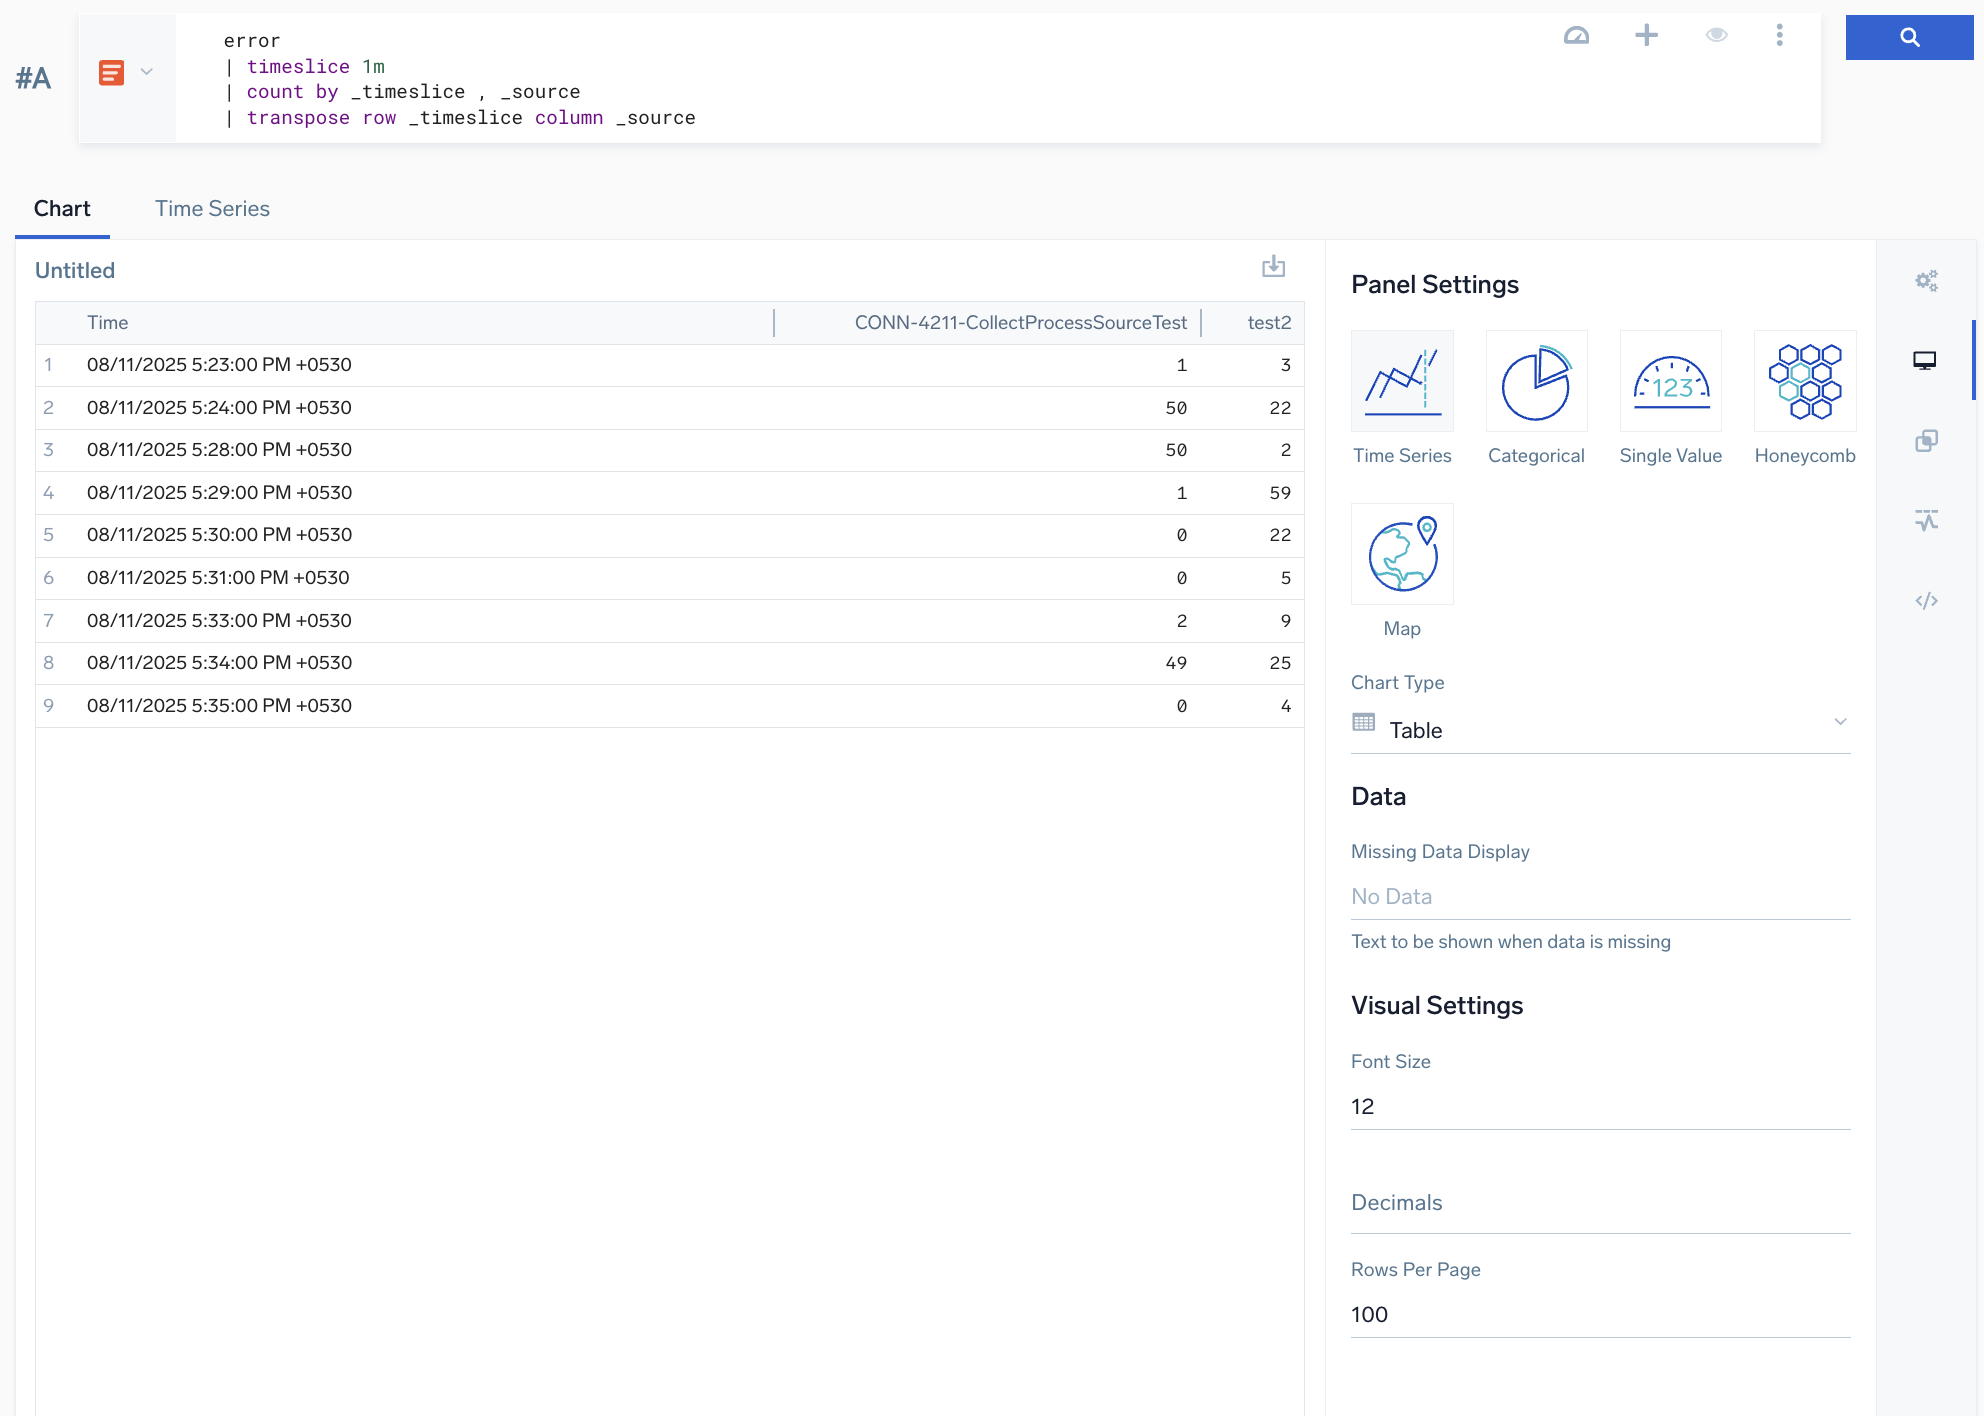 #A
error
| timeslice 1m
| count by _timeslice , _source
| transpose row _timeslice column _source
Chart Time Series
Untitled
Time CONN-4211-CollectProcessSourceTest test2
1 08/11/2025 5:23:00 PM +0530 1 3
2 08/11/2025 5:24:00 PM +0530 50 22
3 08/11/2025 5:28:00 PM +0530 50 2
4 08/11/2025 5:29:00 PM +0530 1 59
5 08/11/2025 5:30:00 PM +0530 0 22
6 08/11/2025 5:31:00 PM +0530 0 5
7 08/11/2025 5:33:00 PM +0530 2 9
8 08/11/2025 5:34:00 PM +0530 49 25
9 08/11/2025 5:35:00 PM +0530 0 4
Panel Settings
123
Time Series Categorical Single Value Honeycomb
Map
Chart Type
Table
Data
Missing Data Display
No Data
Text to be shown when data is missing
Visual Settings
Font Size
12
Decimals
Rows Per Page
100